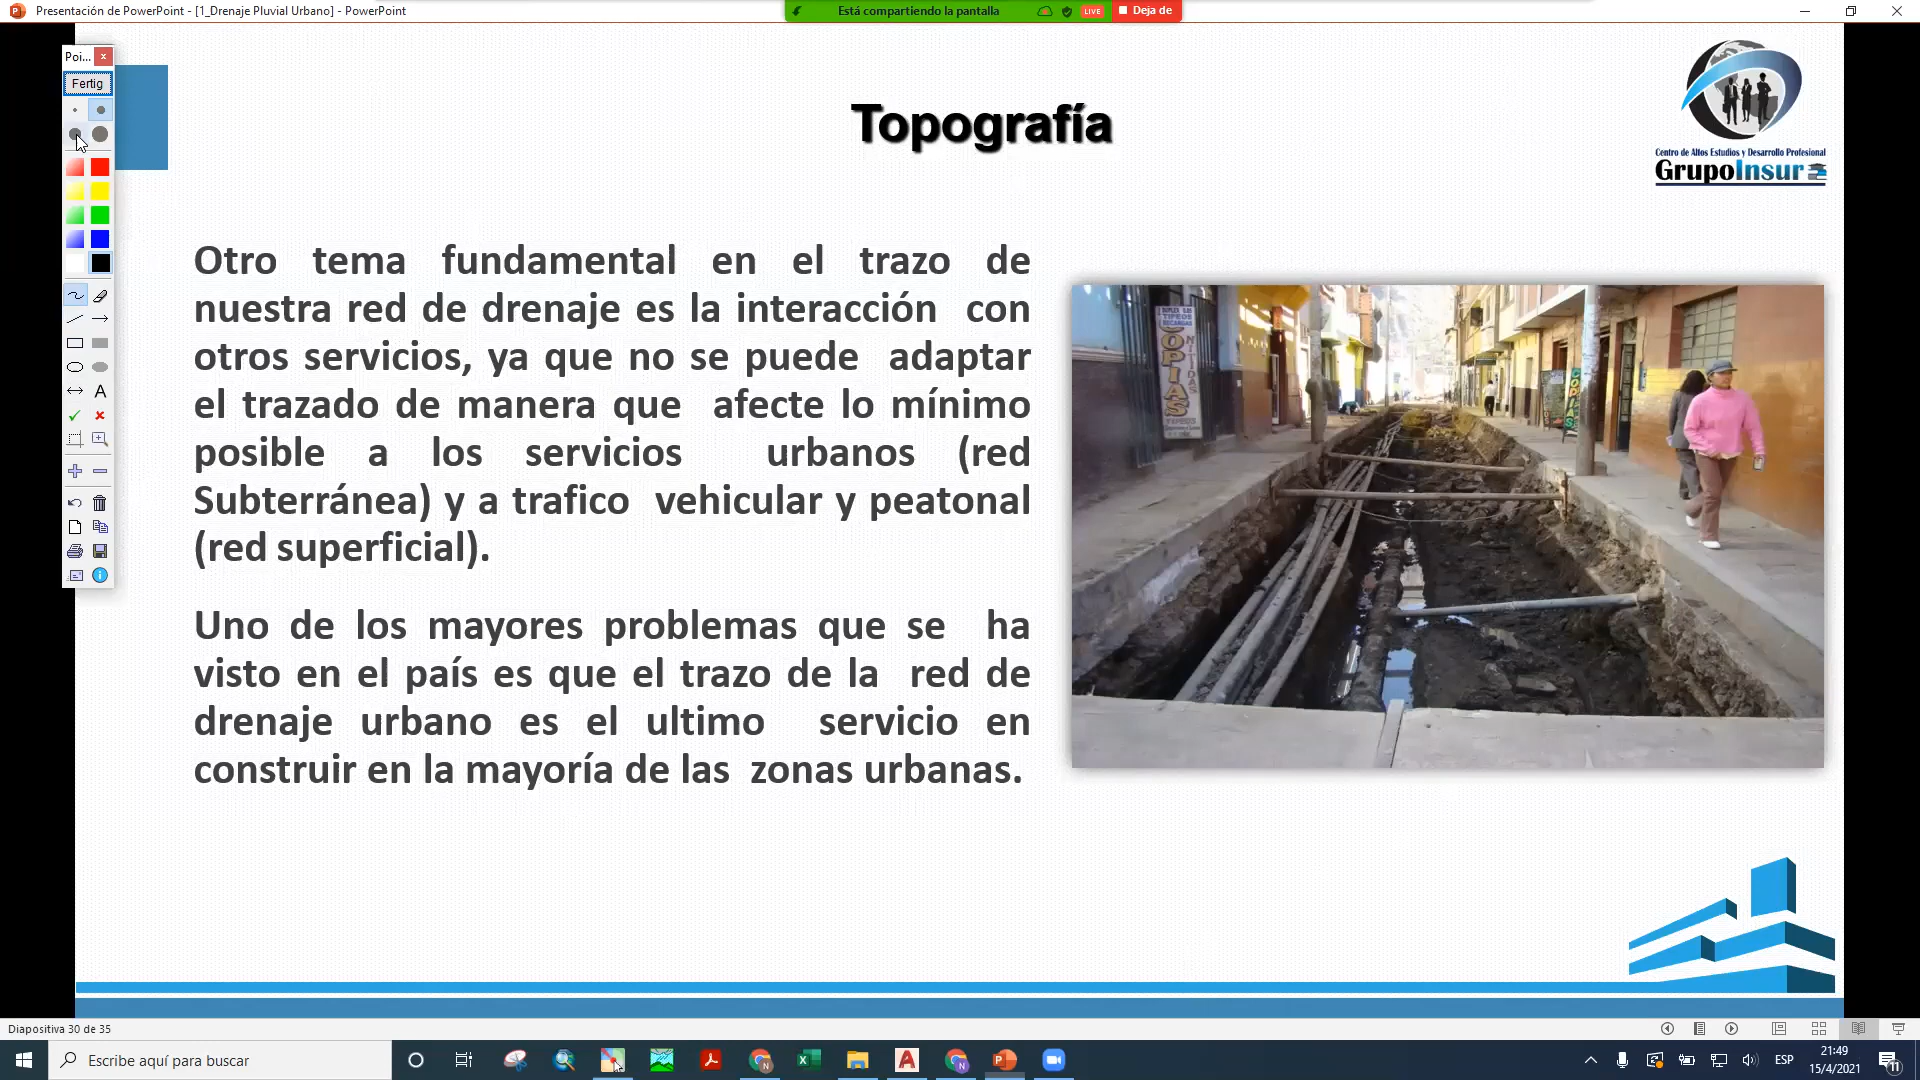 Presentación de PowerPoint - [1_Drenaje Pluvial Urbano] - PowerPoint
Está compartiendo la pantalla
LIVE
Deja de
Poi...
Fertig
Topografía
Centro de Altos Estudios y Desarrollo Profesional
GrupoInsur
Otro tema fundamental en el trazo de
nuestra red de drenaje es la interacción con
otros servicios, ya que no se puede adaptar
el trazado de manera que afecte lo mínimo
posible a los servicios urbanos (red
Subterránea) y a trafico vehicular y peatonal
(red superficial).
Uno de los mayores problemas que se ha
visto en el país es que el trazo de la red de
drenaje urbano es el ultimo servicio en
construir en la mayoría de las zonas urbanas.
TIPEOS
COPIAS
COPIAS
Diapositiva 30 de 35
Escribe aquí para buscar
ESP
21:49
15/4/2021
11